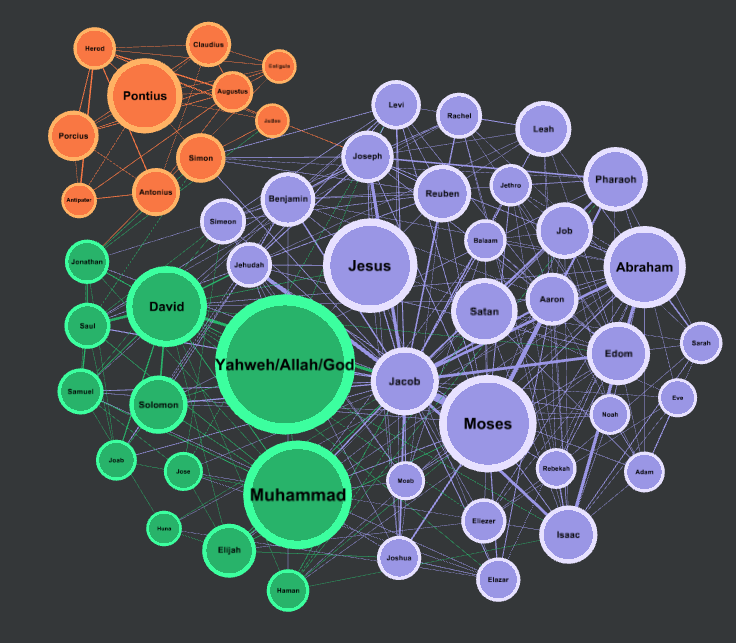 Herod
Claudius
Caligula
Pontius
Augustus
Porcius
Simon
Antipater
Antonius
Levi
Rachel
Leah
Joseph
Pharaoh
Benjamin
Reuben
Jethro
Simeon
Balaam
Job
Jonathan
Jehudah
Jesus
Abraham
David
Satan
Aaron
Saul
Sarah
Yahweh/Allah/God
Edom
Jacob
Samuel
Solomon
Eve
Moses
Noah
Joab
Jose
Moab
Rebekah
Adam
Muhammad
Huna
Eliezer
Isaac
Elijah
Joshua
Haman
Elazar